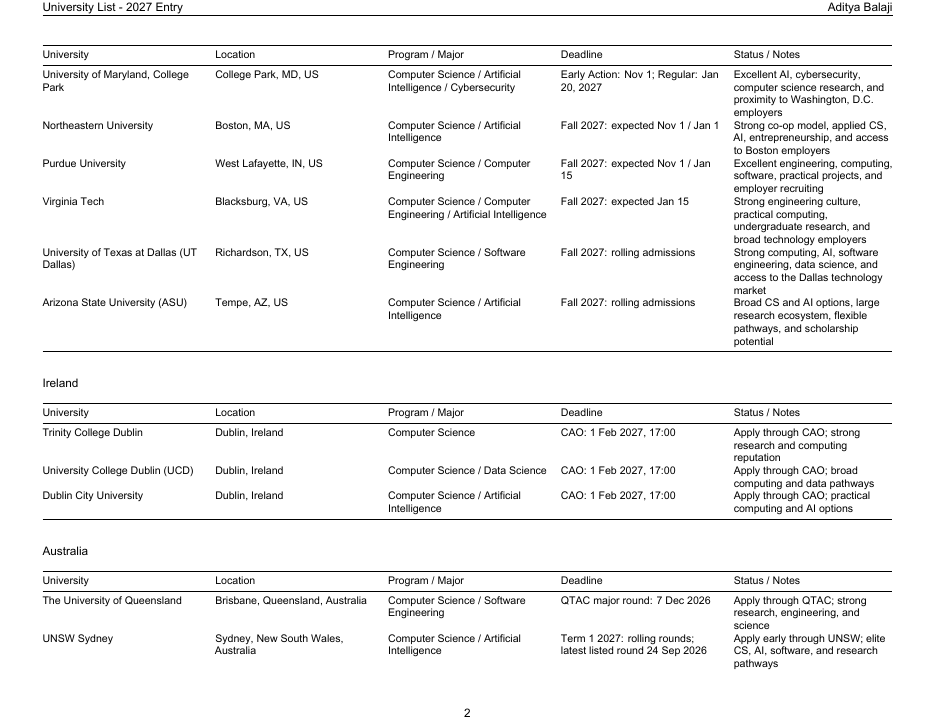 University List - 2027 Entry Aditya Balaji
University Location Program / Major Deadline Status / Notes
University of Maryland, College College Park, MD, US Computer Science / Artificial Early Action: Nov 1; Regular: Jan Excellent AI, cybersecurity,
Park Intelligence / Cybersecurity 20, 2027 computer science research, and
proximity to Washington, D.C.
employers
Northeastern University Boston, MA, US Computer Science / Artificial Fall 2027: expected Nov 1 / Jan 1 Strong co-op model, applied CS,
Intelligence AI, entrepreneurship, and access
to Boston employers
Purdue University West Lafayette, IN, US Computer Science / Computer Fall 2027: expected Nov 1 / Jan Excellent engineering, computing,
Engineering 15 software, practical projects, and
employer recruiting
Virginia Tech Blacksburg, VA, US Computer Science / Computer Fall 2027: expected Jan 15 Strong engineering culture,
Engineering / Artificial Intelligence practical computing,
undergraduate research, and
broad technology employers
University of Texas at Dallas (UT Richardson, TX, US Computer Science / Software Fall 2027: rolling admissions Strong computing, AI, software
Dallas) Engineering engineering, data science, and
access to the Dallas technology
market
Arizona State University (ASU) Tempe, AZ, US Computer Science / Artificial Fall 2027: rolling admissions Broad CS and AI options, large
Intelligence research ecosystem, flexible
pathways, and scholarship
potential
Ireland
University Location Program / Major Deadline Status / Notes
Trinity College Dublin Dublin, Ireland Computer Science CAO: 1 Feb 2027, 17:00 Apply through CAO; strong
research and computing
reputation
University College Dublin (UCD) Dublin, Ireland Computer Science / Data Science CAO: 1 Feb 2027, 17:00 Apply through CAO; broad
computing and data pathways
Dublin City University Dublin, Ireland Computer Science / Artificial CAO: 1 Feb 2027, 17:00 Apply through CAO; practical
Intelligence computing and AI options
Australia
University Location Program / Major Deadline Status / Notes
The University of Queensland Brisbane, Queensland, Australia Computer Science / Software QTAC major round: 7 Dec 2026 Apply through QTAC; strong
Engineering research, engineering, and
science
UNSW Sydney Sydney, New South Wales, Computer Science / Artificial Term 1 2027: rolling rounds; Apply early through UNSW; elite
Australia Intelligence latest listed round 24 Sep 2026 CS, AI, software, and research
pathways
2